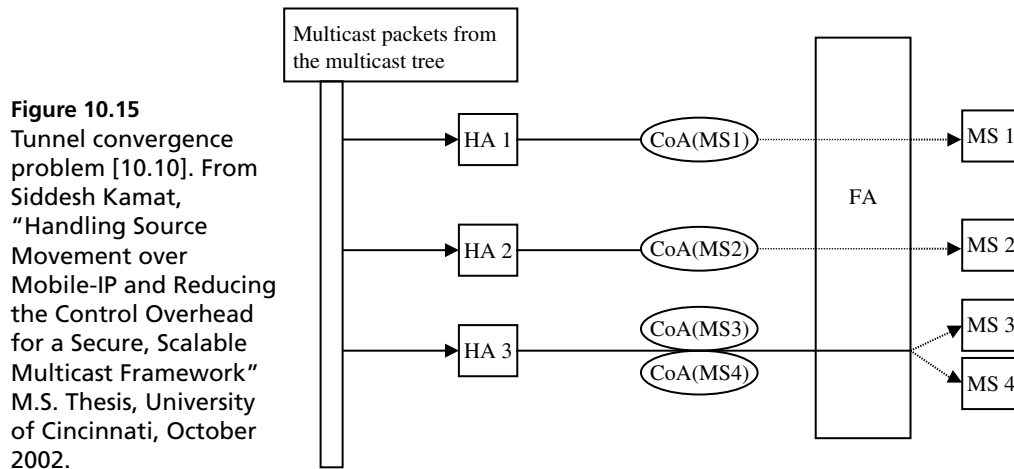 Figure 10.15
Tunnel convergence
problem [10.10]. From
Siddesh Kamat,
"Handling Source
Movement over
Mobile-IP and Reducing
the Control Overhead
for a Secure, Scalable
Multicast Framework"
M.S. Thesis, University
of Cincinnati, October
2002.
Multicast packets from
the multicast tree
HA 1
CoA(MS1)
MS 1
FA
HA 2
CoA(MS2)
MS 2
HA 3
CoA(MS3)
CoA(MS4)
MS 3
MS 4